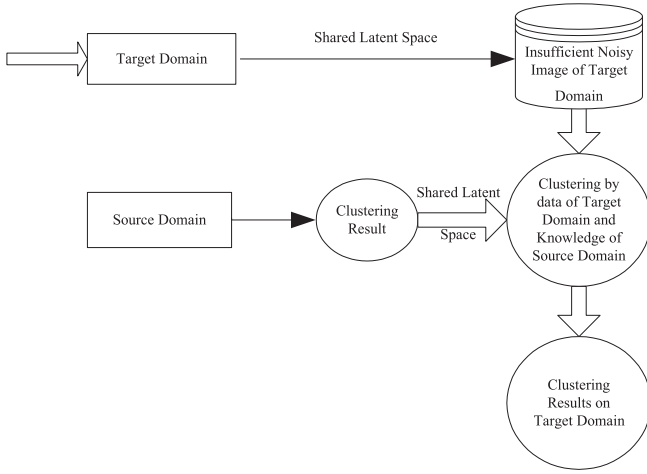 Shared Latent Space
Target Domain
Insufficient Noisy
Image of Target
Domain
Source Domain
Clustering
Result
Shared Latent
Space
Clustering by
data of Target
Domain and
Knowledge of
Source Domain
Clustering
Results on
Target Domain